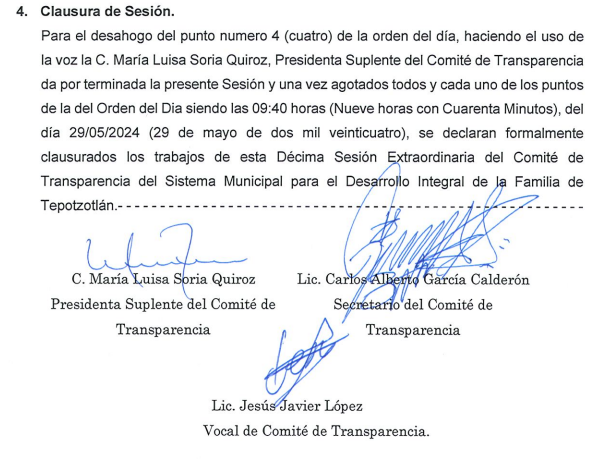 4. Clausura de Sesión.
Para el desahogo del punto numero 4 (cuatro) de la orden del día, haciendo el uso de
la voz la C. María Luisa Soria Quiroz, Presidenta Suplente del Comité de Transparencia
da por terminada la presente Sesión y una vez agotados todos y cada uno de los puntos
de la del Orden del Dia siendo las 09:40 horas (Nueve horas con Cuarenta Minutos), del
día 29/05/2024 (29 de mayo de dos mil veinticuatro), se declaran formalmente
clausurados los trabajos de esta Décima Sesión Extraordinaria del Comité de
Transparencia del Sistema Municipal para el Desarrollo Integral de la Familia de
Tepotzotlán.------------------------------------------------------------
C. María Luisa Soria Quiroz
Presidenta Suplente del Comité de
Transparencia
Lic. Carlos Alberto García Calderón
Secretario del Comité de
Transparencia
Lic. Jesús Javier López
Vocal de Comité de Transparencia.